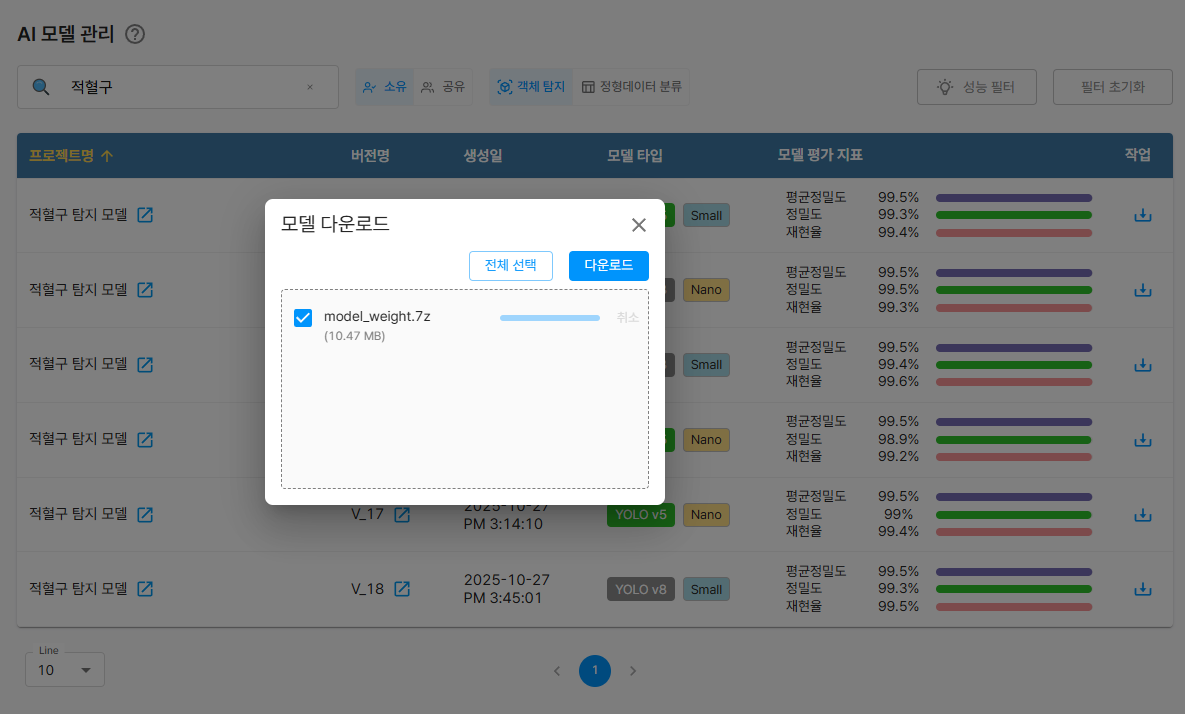 AI 모델 관리 ?
적혈구 ×
소유 공유 객체 탐지 정형데이터 분류 성능 필터 필터 초기화
프로젝트명 버전명 생성일 모델 타입 모델 평가 지표 작업
적혈구 탐지 모델 Small
평균정밀도 99.5%
정밀도 99.3%
재현율 99.4%
적혈구 탐지 모델 Nano
평균정밀도 99.5%
정밀도 99.5%
재현율 99.3%
적혈구 탐지 모델 Small
평균정밀도 99.5%
정밀도 99.4%
재현율 99.6%
적혈구 탐지 모델 Nano
평균정밀도 99.5%
정밀도 98.9%
재현율 99.2%
적혈구 탐지 모델 V_17 2025-10-27
PM 3:14:10
YOLO v5 Nano
평균정밀도 99.5%
정밀도 99%
재현율 99.4%
적혈구 탐지 모델 V_18 2025-10-27
PM 3:45:01
YOLO v8 Small
평균정밀도 99.5%
정밀도 99.3%
재현율 99.5%
모델 다운로드
전체 선택 다운로드
model_weight.7z 취소
(10.47 MB)
Line
10
1